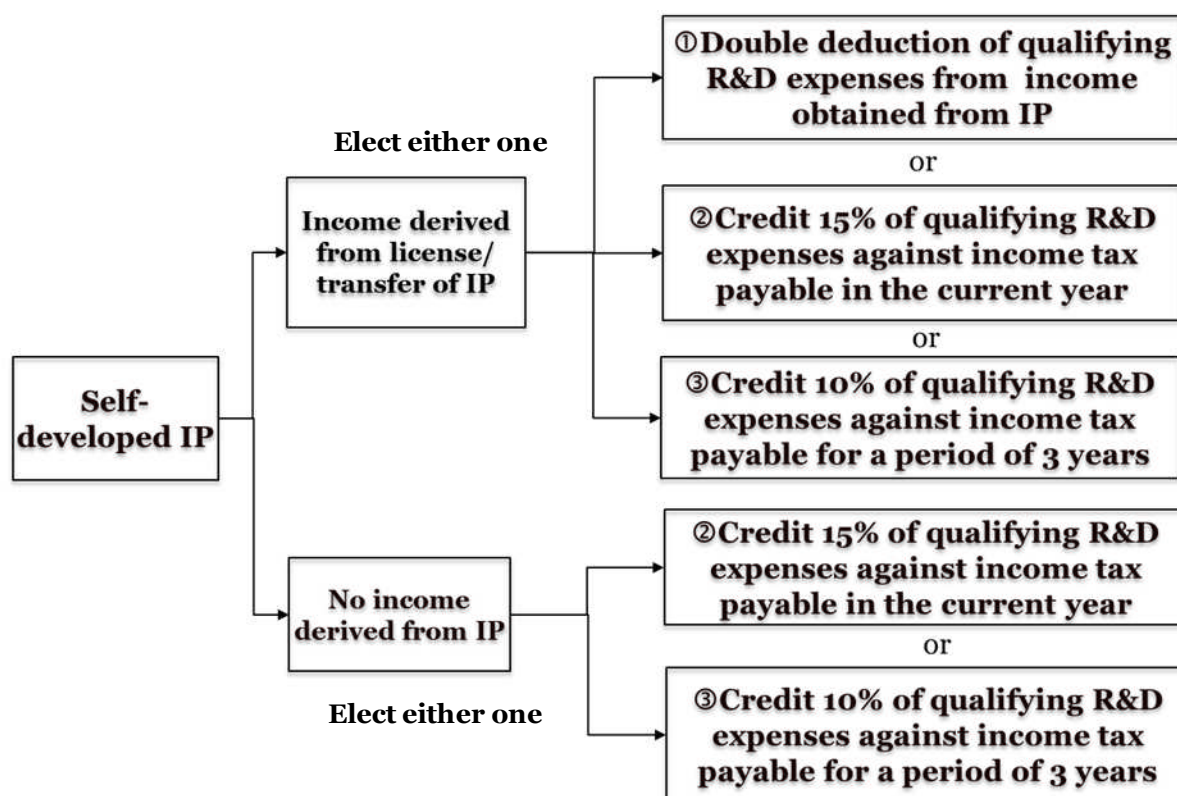 ①Double deduction of qualifying
R&D expenses from income
obtained from IP
Elect either one
or
Income derived
from license/
transfer of IP
②Credit 15% of qualifying R&D
expenses against income tax
payable in the current year
or
③Credit 10% of qualifying R&D
expenses against income tax
payable for a period of 3 years
Self-
developed IP
②Credit 15% of qualifying R&D
expenses against income tax
payable in the current year
No income
derived from IP
or
Elect either one
③Credit 10% of qualifying R&D
expenses against income tax
payable for a period of 3 years